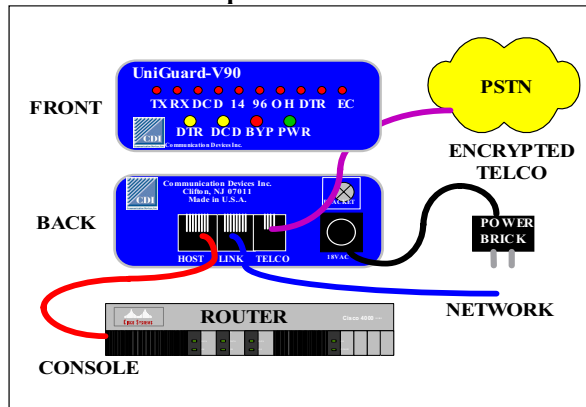 UniGuard-V90
TX RX DCD 14 96 OH DTR EC
DTR DCD BYP PWR
CDI
Communication Devices Inc.
FRONT
PSTN
ENCRYPTED
TELCO
CDI
Communication Devices Inc.
Clifton, NJ 07011
Made in U.S.A.
BACK
HOST LINK TELCO
18VAC
POWER
BRICK
NETWORK
ROUTER
CONSOLE